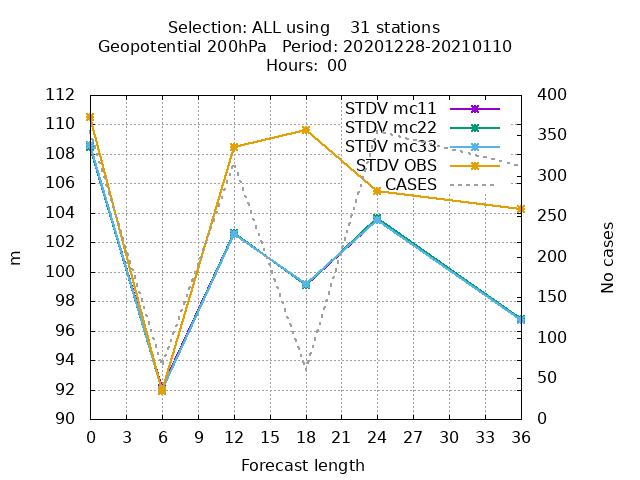 Selection: ALL using    31 stations
Geopotential 200hPa   Period: 20201228-20210110
Hours: 00
112 400
110 350
108 300
106
104 250
102 200
100
98 150
96 100
94
92 50
90 0
STDV mc11
STDV mc22
STDV mc33
STDV OBS
CASES
m
No cases
0 3 6 9 12 15 18 21 24 27 30 33 36
Forecast length